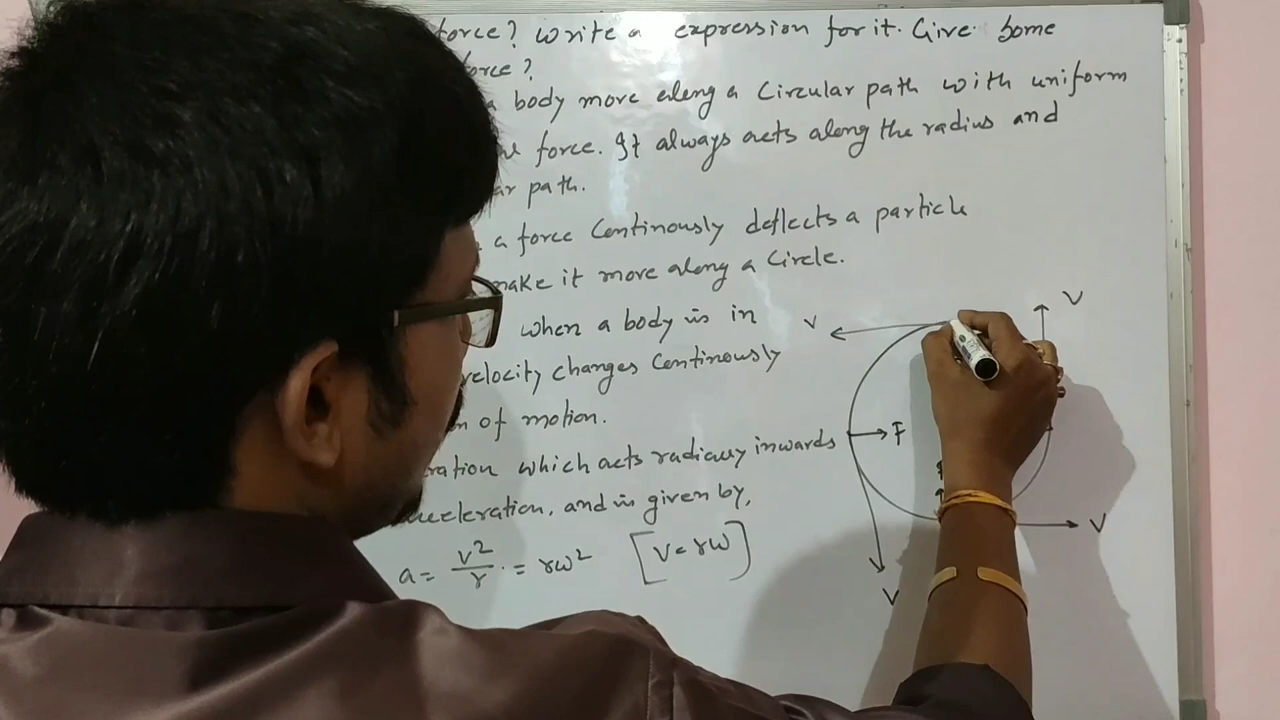 force? Write a expression for it. Give some
force?
a body move along a Circular path with uniform
force. It always acts along the radius and
path.
a force Continously deflects a particle
make it move along a Circle.
when a body is in
velocity changes Continously
of motion.
which acts radially inwards
acceleration, and is given by,
a = v²/r = rω² [V = rω]
V
V
F
V
V